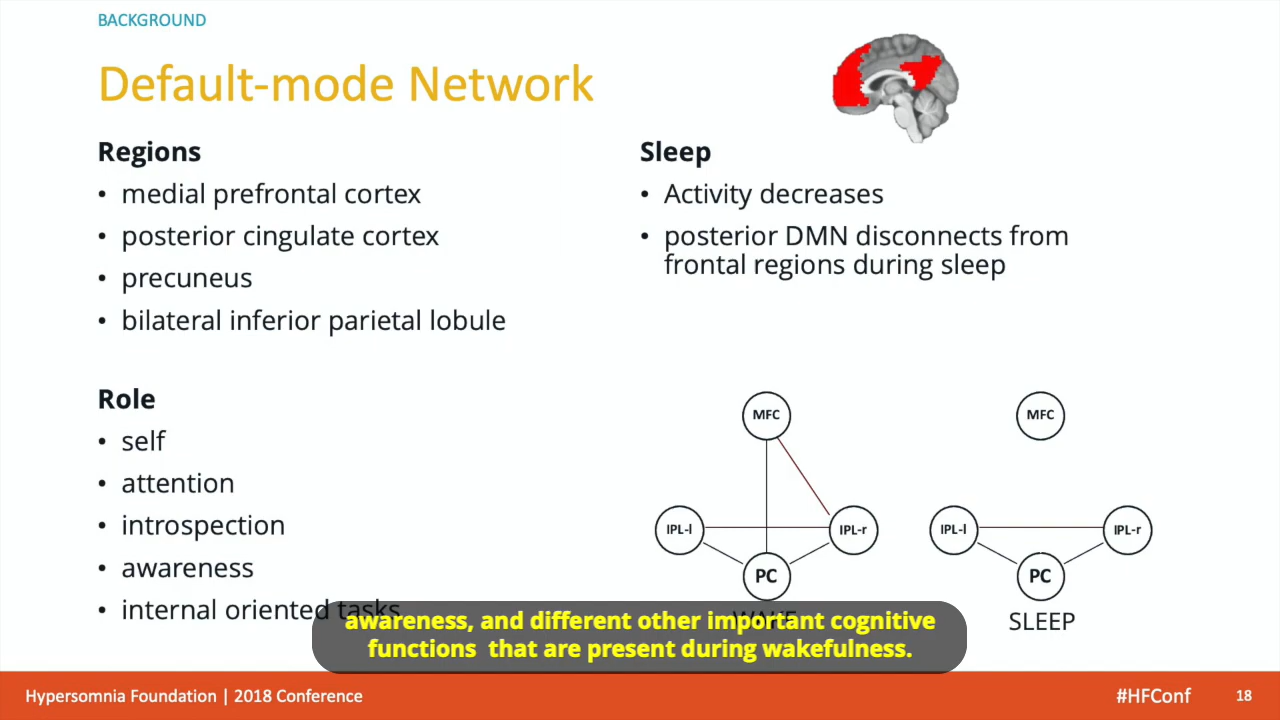 BACKGROUND
Default-mode Network
Regions
• medial prefrontal cortex
• posterior cingulate cortex
• precuneus
• bilateral inferior parietal lobule
Role
• self
• attention
• introspection
• awareness
• internal oriented tasks
Sleep
• Activity decreases
• posterior DMN disconnects from
frontal regions during sleep
MFC
IPL-l
IPL-r
PC
WAKE
MFC
IPL-l
IPL-r
PC
SLEEP
awareness, and different other important cognitive
functions that are present during wakefulness.
Hypersomnia Foundation | 2018 Conference
#HFConf
18